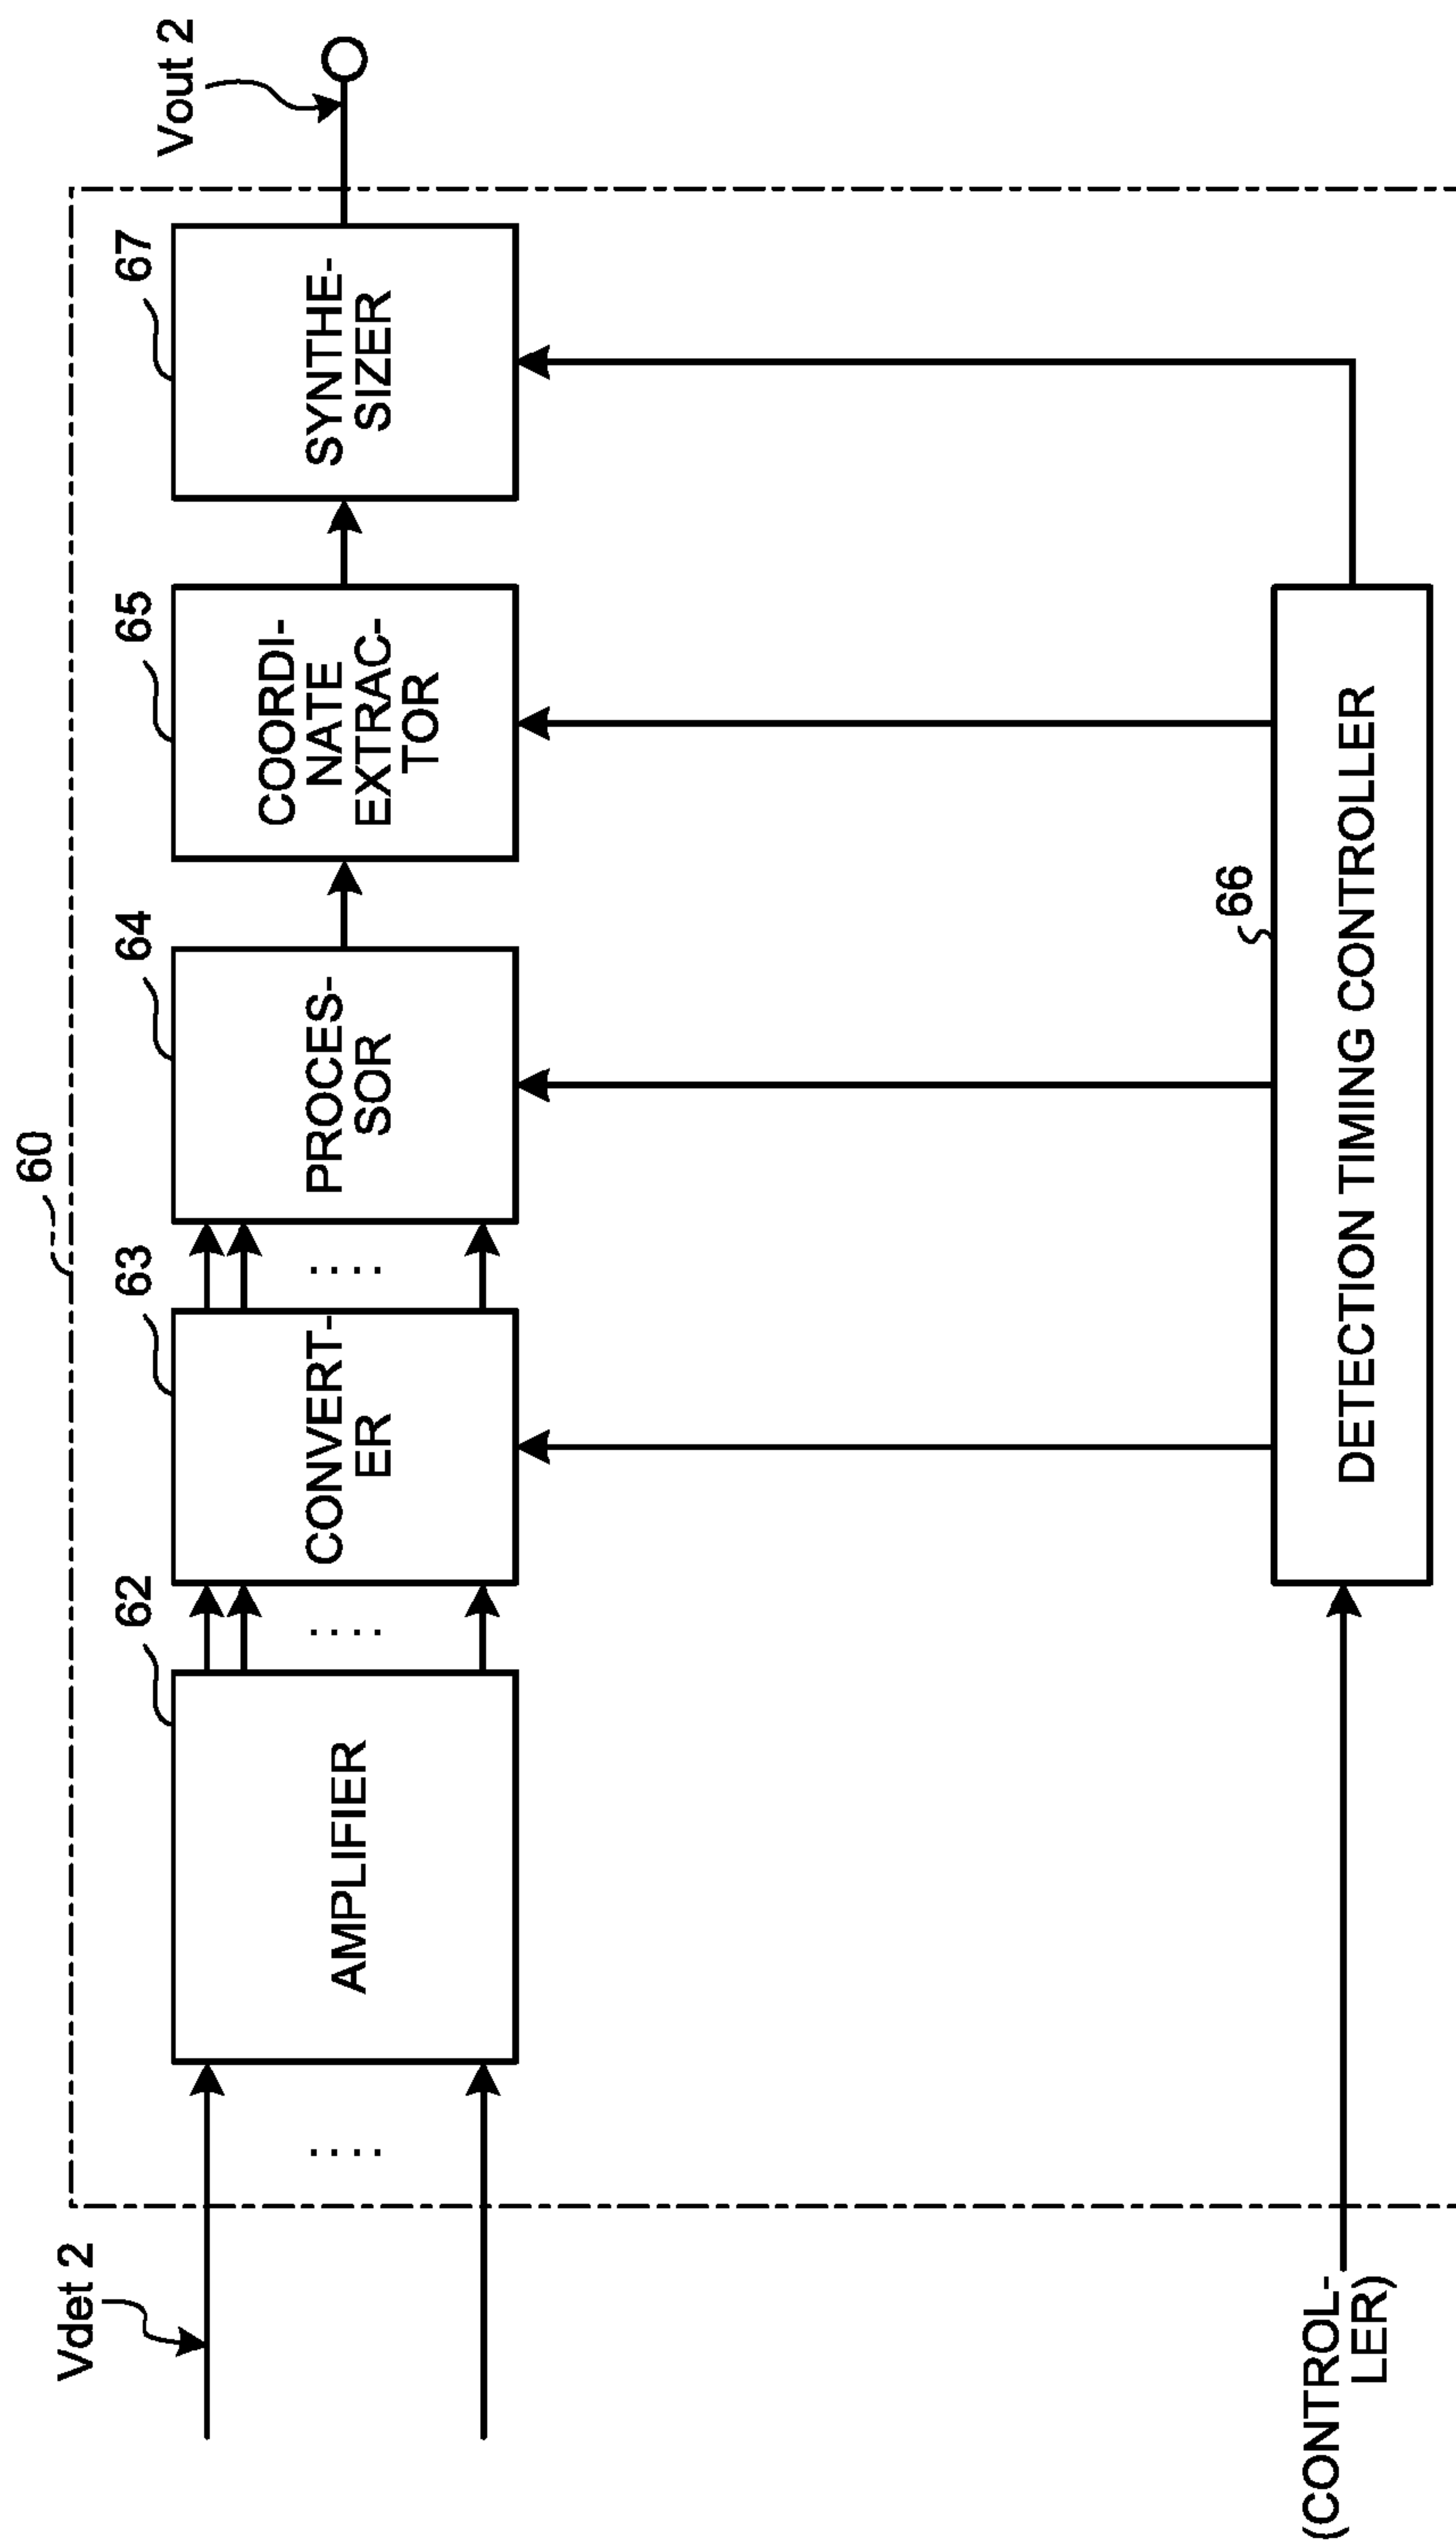 60
Vdet 2
62
63
64
65
67
Vout 2
AMPLIFIER
CONVERT-
ER
PROCES-
SOR
COORDI-
NATE
EXTRAC-
TOR
SYNTHE-
SIZER
66
(CONTROL-
LER)
DETECTION TIMING CONTROLLER